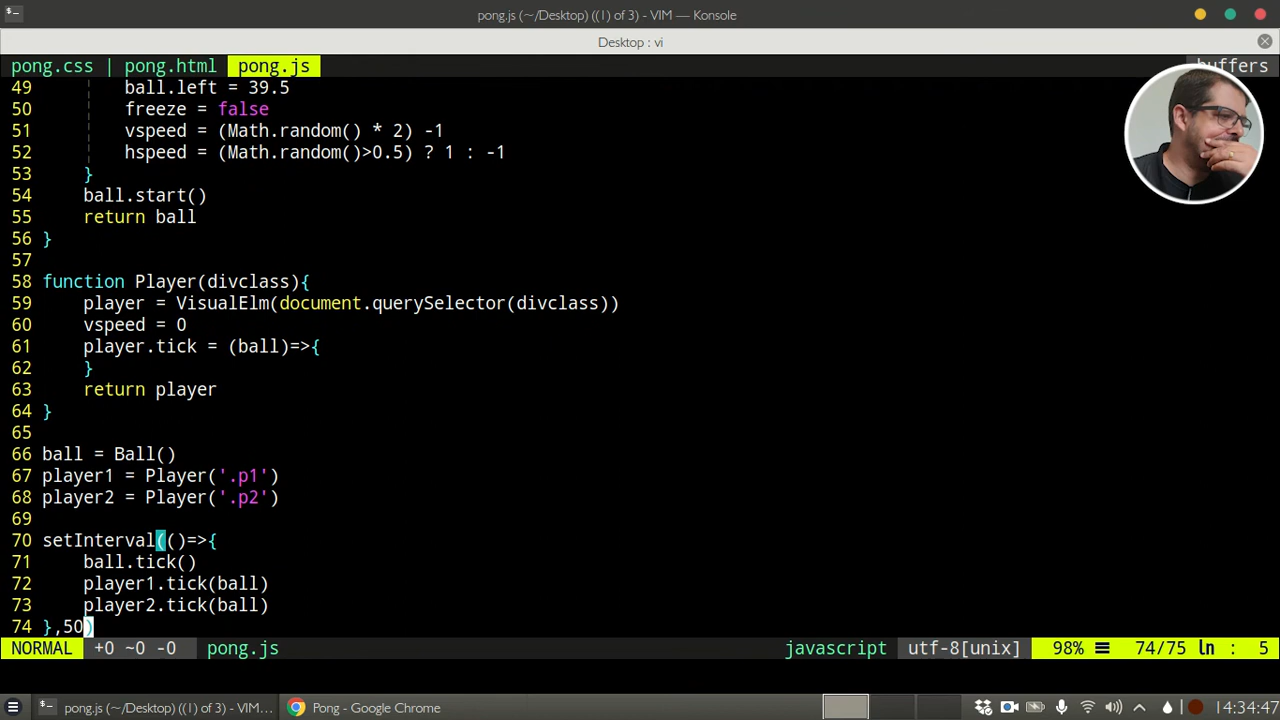 pong.js (~/Desktop) ((1) of 3) - VIM — Konsole
Desktop : vi
pong.css | pong.html pong.js buffers
49 ball.left = 39.5
50 freeze = false
51 vspeed = (Math.random() * 2) -1
52 hspeed = (Math.random()>0.5) ? 1 : -1
53 }
54 ball.start()
55 return ball
56 }
57
58 function Player(divclass){
59 player = VisualElm(document.querySelector(divclass))
60 vspeed = 0
61 player.tick = (ball)=>{
62 }
63 return player
64 }
65
66 ball = Ball()
67 player1 = Player('.p1')
68 player2 = Player('.p2')
69
70 setInterval(()=>{
71 ball.tick()
72 player1.tick(ball)
73 player2.tick(ball)
74 },50)
NORMAL +0 ~0 -0 pong.js javascript utf-8[unix] 98% ☰ 74/75 ln : 5
pong.js (~/Desktop) ((1) of 3) - VIM... Pong - Google Chrome 14:34:47